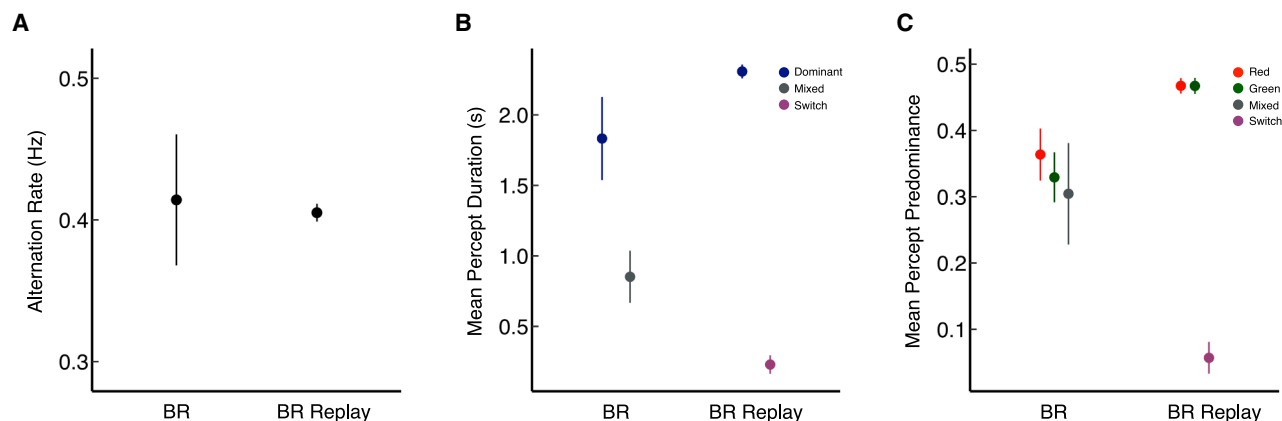 A
Alternation Rate (Hz)
0.5
0.4
0.3
BR
BR Replay
B
Mean Percept Duration (s)
2.0
1.5
1.0
0.5
BR
BR Replay
Dominant
Mixed
Switch
C
Mean Percept Predominance
0.5
0.4
0.3
0.2
0.1
BR
BR Replay
Red
Green
Mixed
Switch